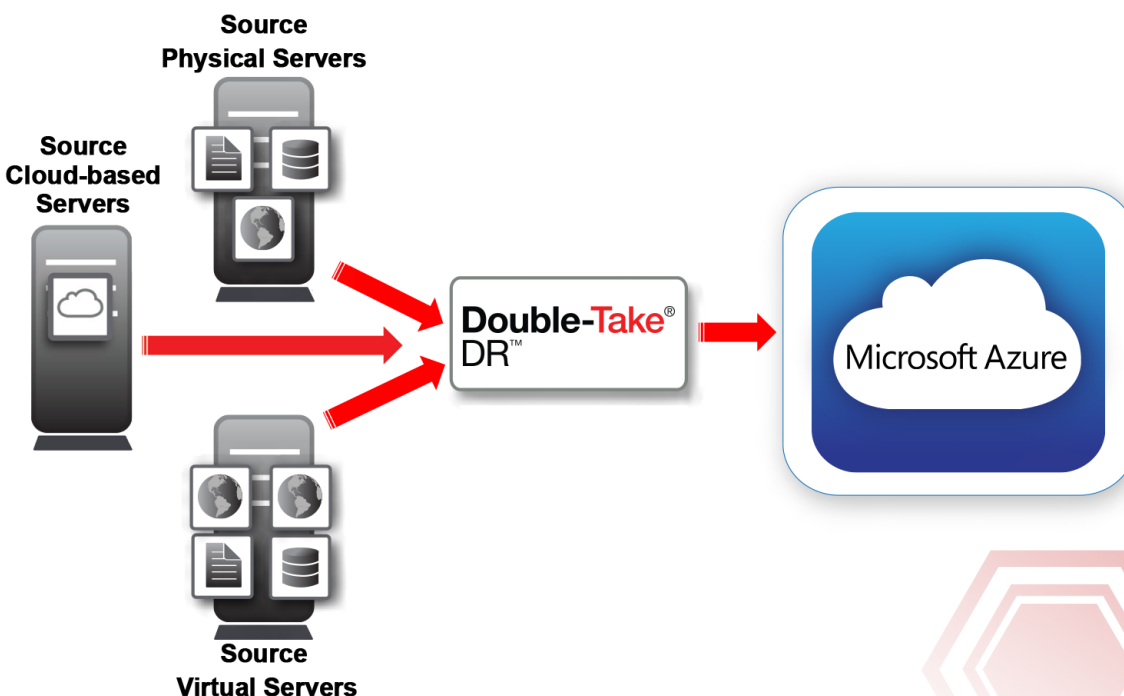 Source
Physical Servers
Source
Cloud-based
Servers
Double-Take®
DR™
Microsoft Azure
Source
Virtual Servers